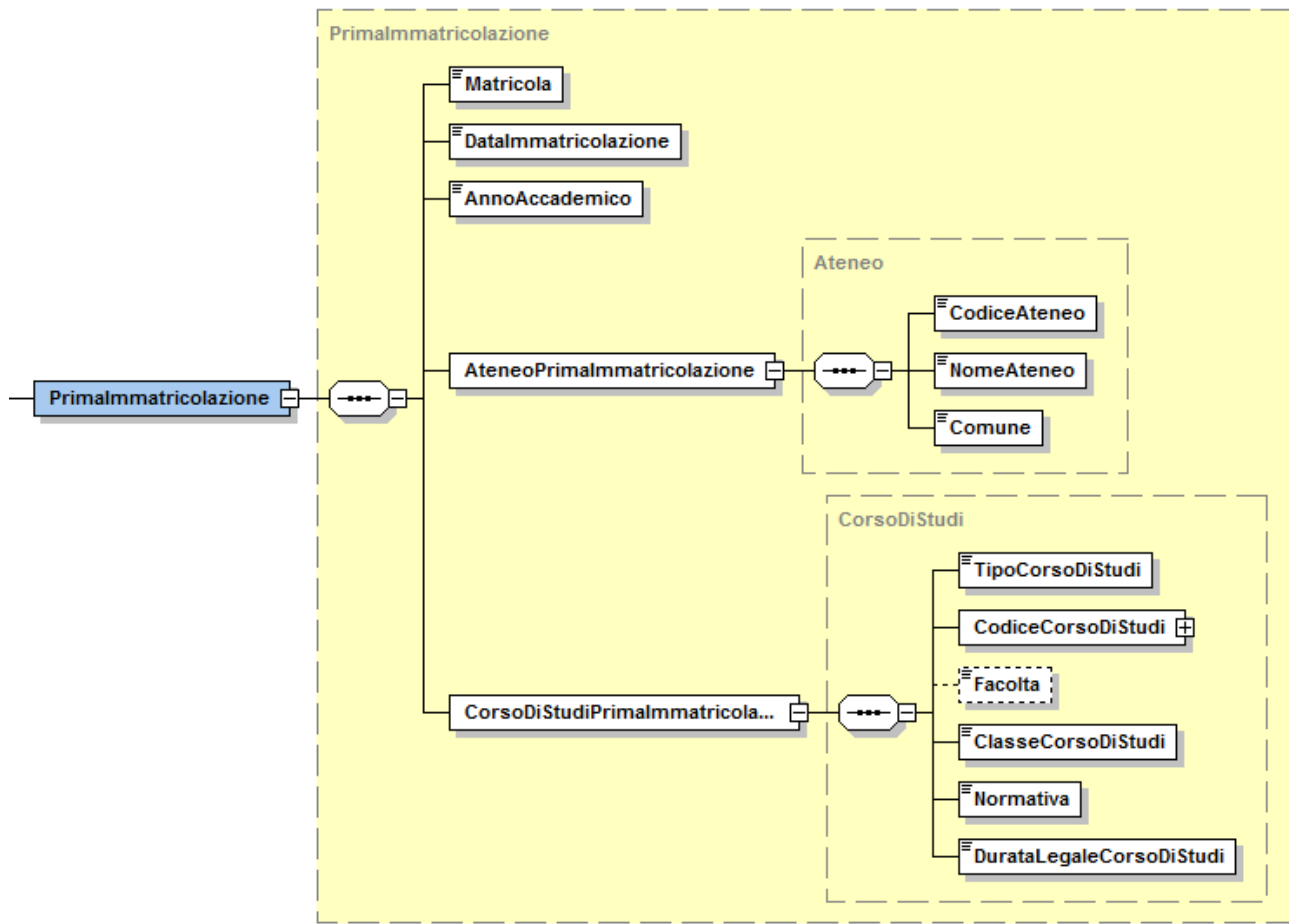 PrimaImmatricolazione
Matricola
DataImmatricolazione
AnnoAccademico
Ateneo
CodiceAteneo
AteneoPrimaImmatricolazione
NomeAteneo
PrimaImmatricolazione
Comune
CorsoDiStudi
TipoCorsoDiStudi
CodiceCorsoDiStudi
Facolta
CorsoDiStudiPrimaImmatricola...
ClasseCorsoDiStudi
Normativa
DurataLegaleCorsoDiStudi